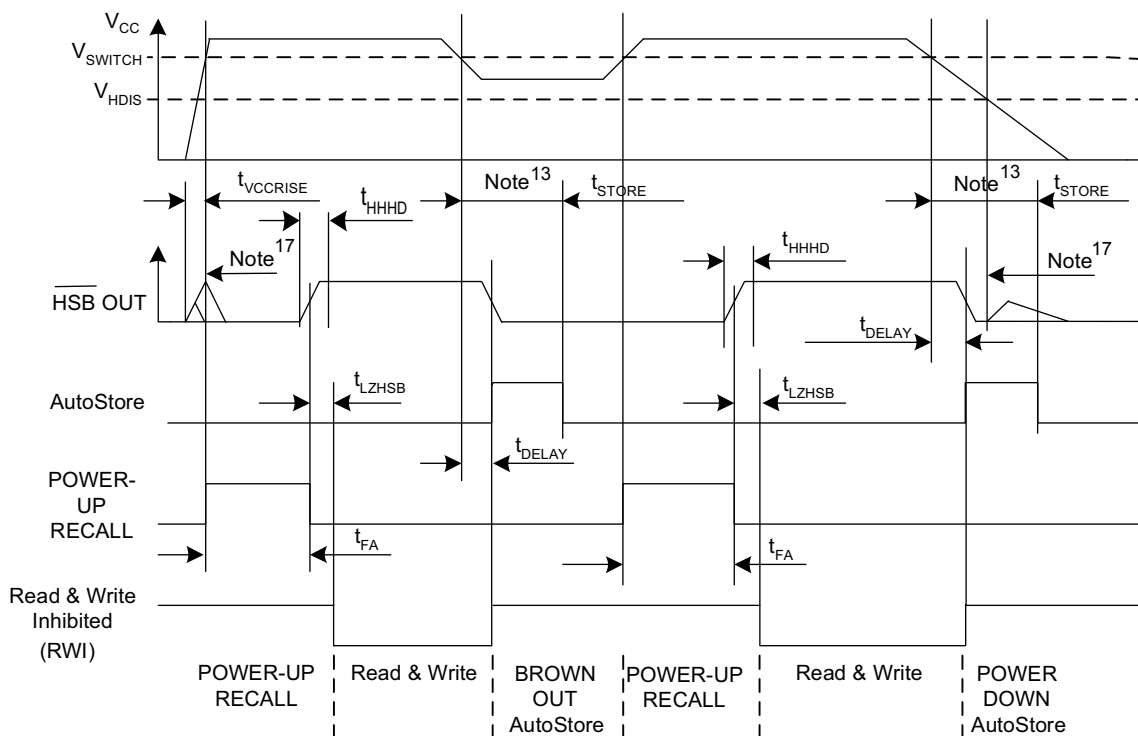 VCC
VSWITCH
VHDIS
tVCCRISE
Note13
tSTORE
Note13
tSTORE
tHHHD
tHHHD
Note17
Note17
HSB OUT
tDELAY
tLZHSB
tLZHSB
AutoStore
tDELAY
POWER-
UP
RECALL
tFA
tFA
Read & Write
Inhibited
(RWI)
POWER-UP
RECALL
Read & Write
BROWN
OUT
AutoStore
POWER-UP
RECALL
Read & Write
POWER
DOWN
AutoStore